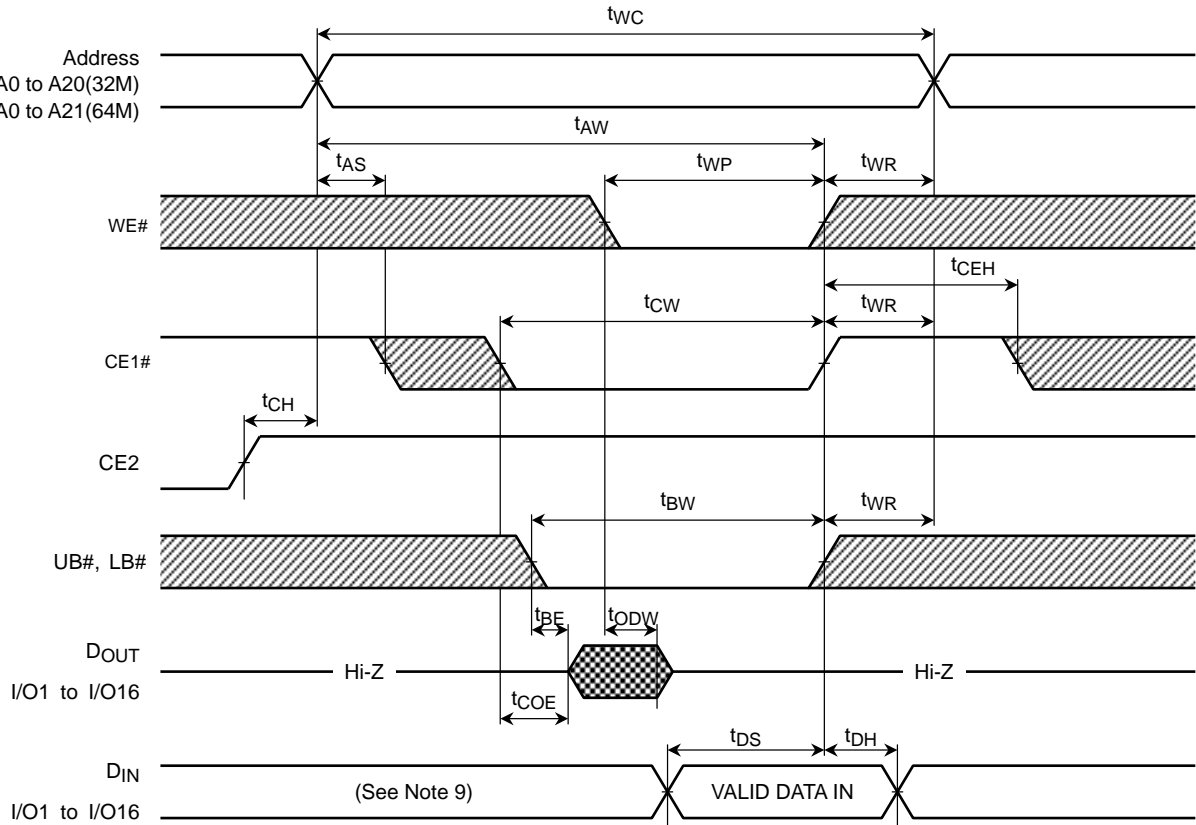 tWC
Address
A0 to A20(32M)
A0 to A21(64M)
tAW
tAS
tWP
tWR
WE#
tCEH
tCW
tWR
CE1#
tCH
CE2
tBW
tWR
UB#, LB#
tBE
tODW
DOUT
I/O1 to I/O16
Hi-Z
Hi-Z
tCOE
tDS
tDH
DIN
I/O1 to I/O16
(See Note 9)
VALID DATA IN